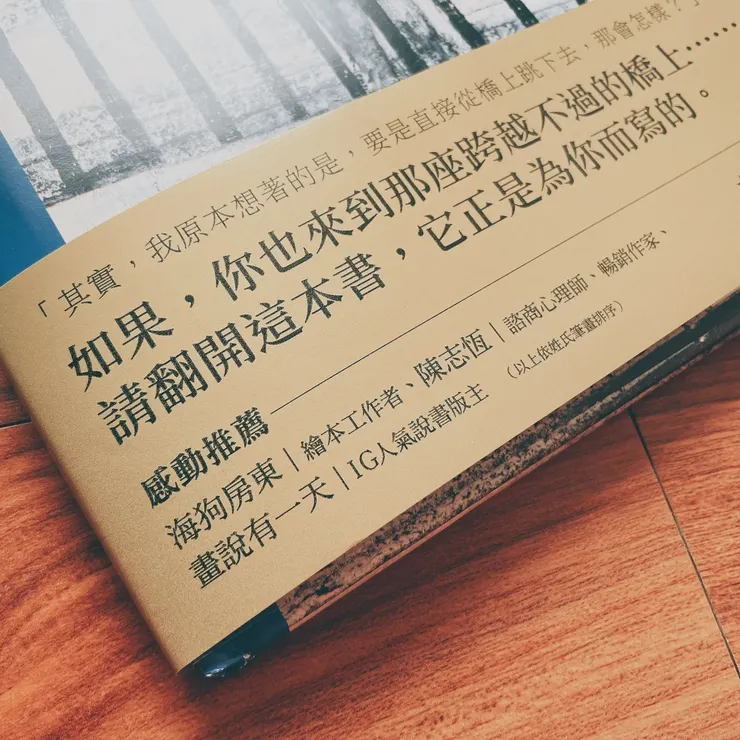 「其實，我原本想著的是，要是直接從橋上跳下去，那會怎樣？」
如果，你也來到那座跨越不過的橋上……
請翻開這本書，它正是為你而寫的。
感動推薦
海狗房東｜繪本工作者、陳志恆｜諮商心理師、暢銷作家、
畫說有一天｜IG人氣說書版主
（以上依姓氏筆畫排序）